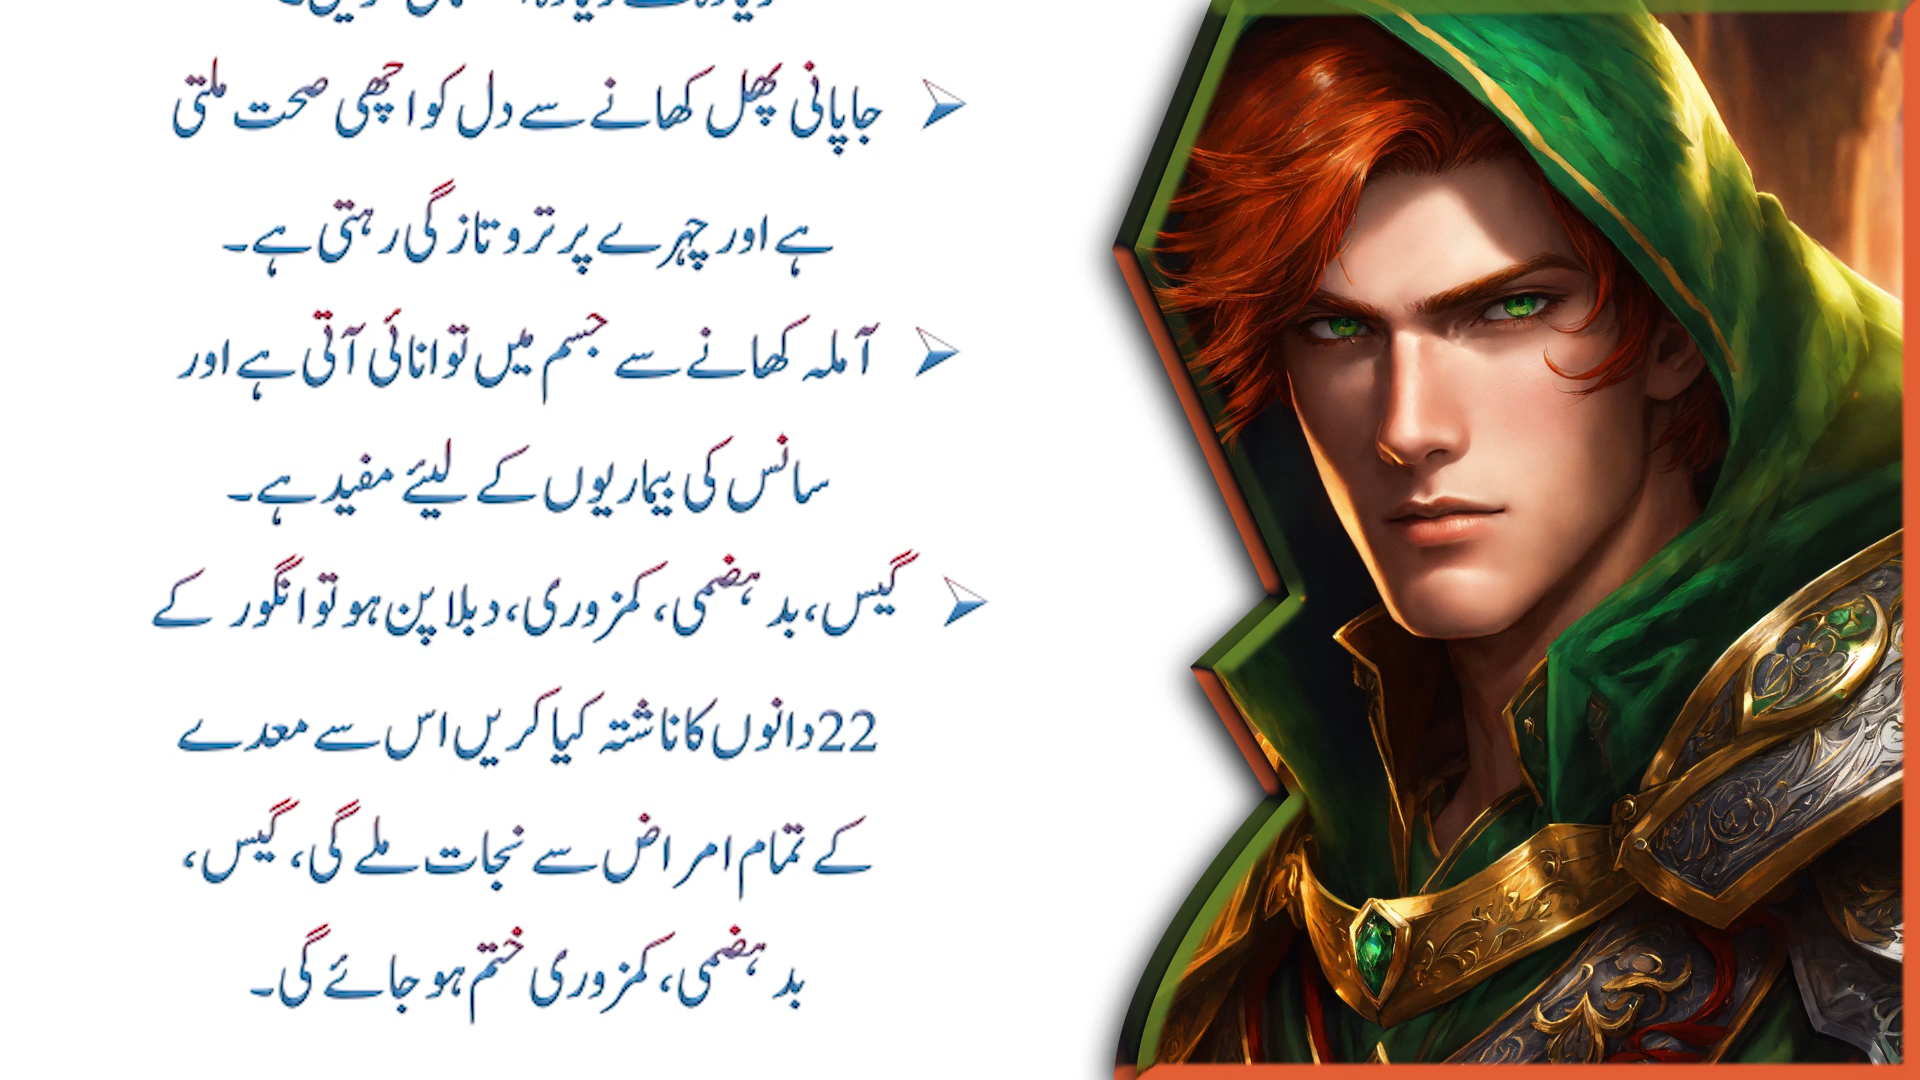 جاپانی پھل کھانے سے دل کو اچھی صحت ملتی
ہے اور چہرے پر تروتازگی رہتی ہے۔
آملہ کھانے سے جسم میں توانائی آتی ہے اور
سانس کی بیماریوں کے لیئے مفید ہے۔
گیس، بد ہضمی، کمزوری، دبلا پن ہو تو انگور کے
22دانوں کا ناشتہ کیا کریں اس سے معدے
کے تمام امراض سے نجات ملے گی، گیس،
بد ہضمی، کمزوری ختم ہو جائے گی۔